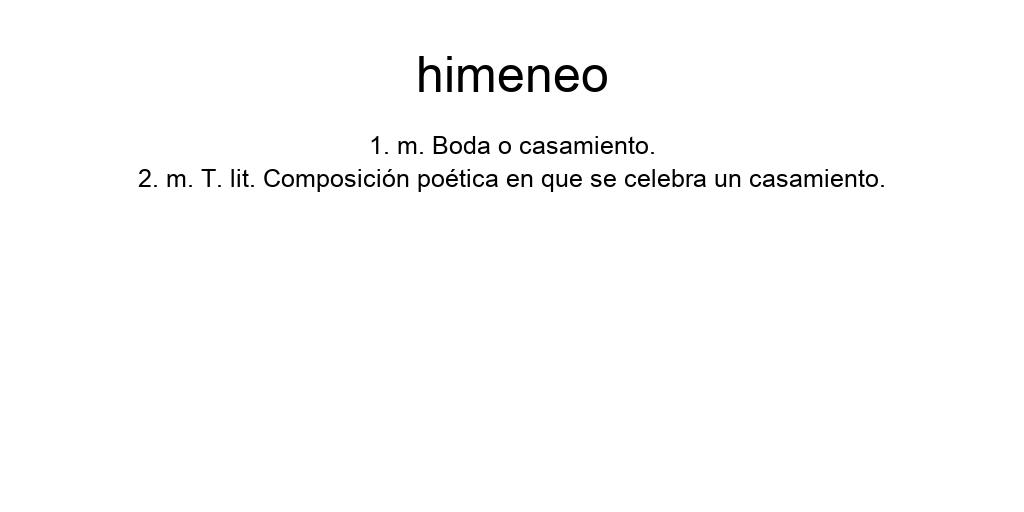 himeneo
1. m. Boda o casamiento.
2. m. T. lit. Composición poética en que se celebra un casamiento.